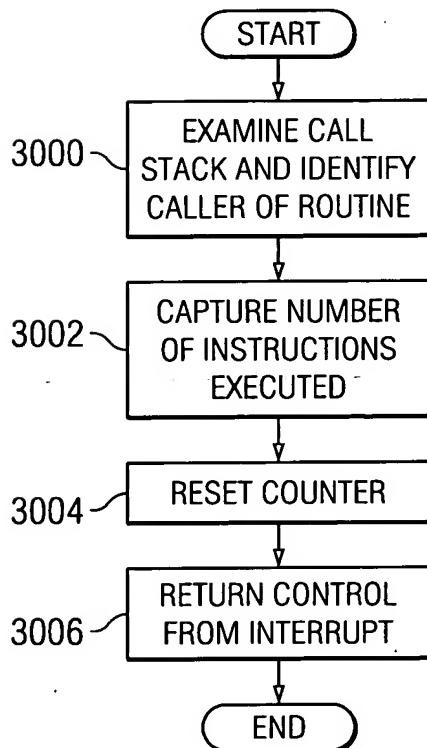 START
3000
EXAMINE CALL
STACK AND IDENTIFY
CALLER OF ROUTINE
3002
CAPTURE NUMBER
OF INSTRUCTIONS
EXECUTED
3004
RESET COUNTER
3006
RETURN CONTROL
FROM INTERRUPT
END